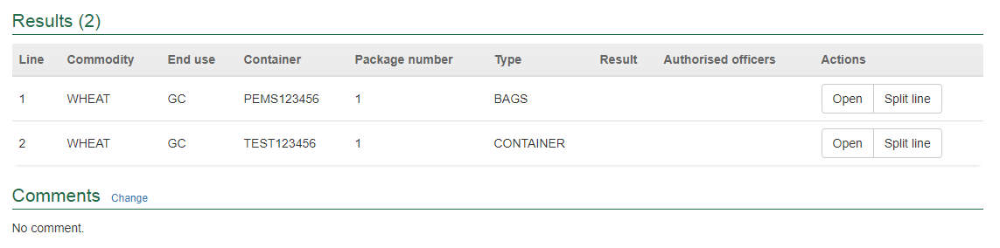 Results (2)
Line Commodity End use Container Package number Type Result Authorised officers Actions
1 WHEAT GC PEMS123456 1 BAGS Open Split line
2 WHEAT GC TEST123456 1 CONTAINER Open Split line
Comments Change
No comment.